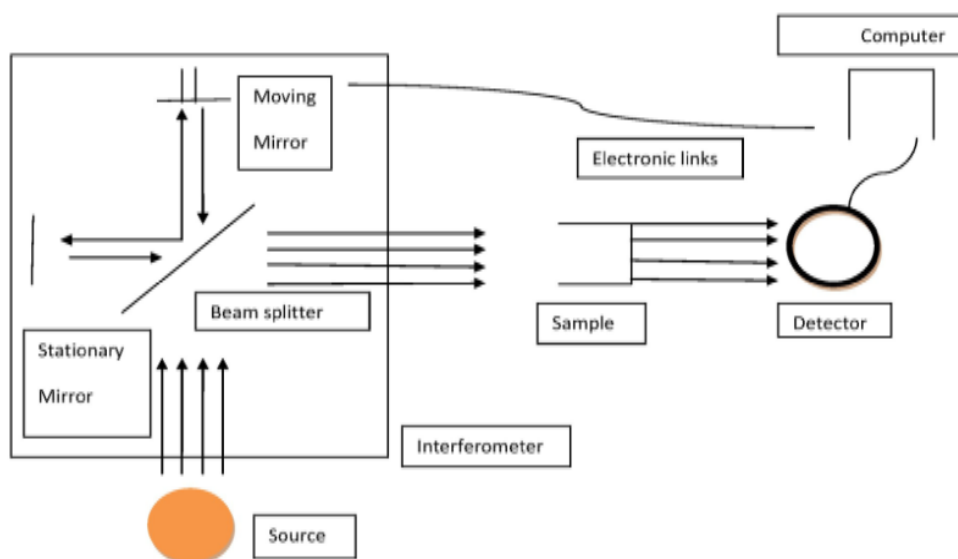 Computer
Moving
Mirror
Electronic links
Beam splitter
Sample
Detector
Stationary
Mirror
Interferometer
Source